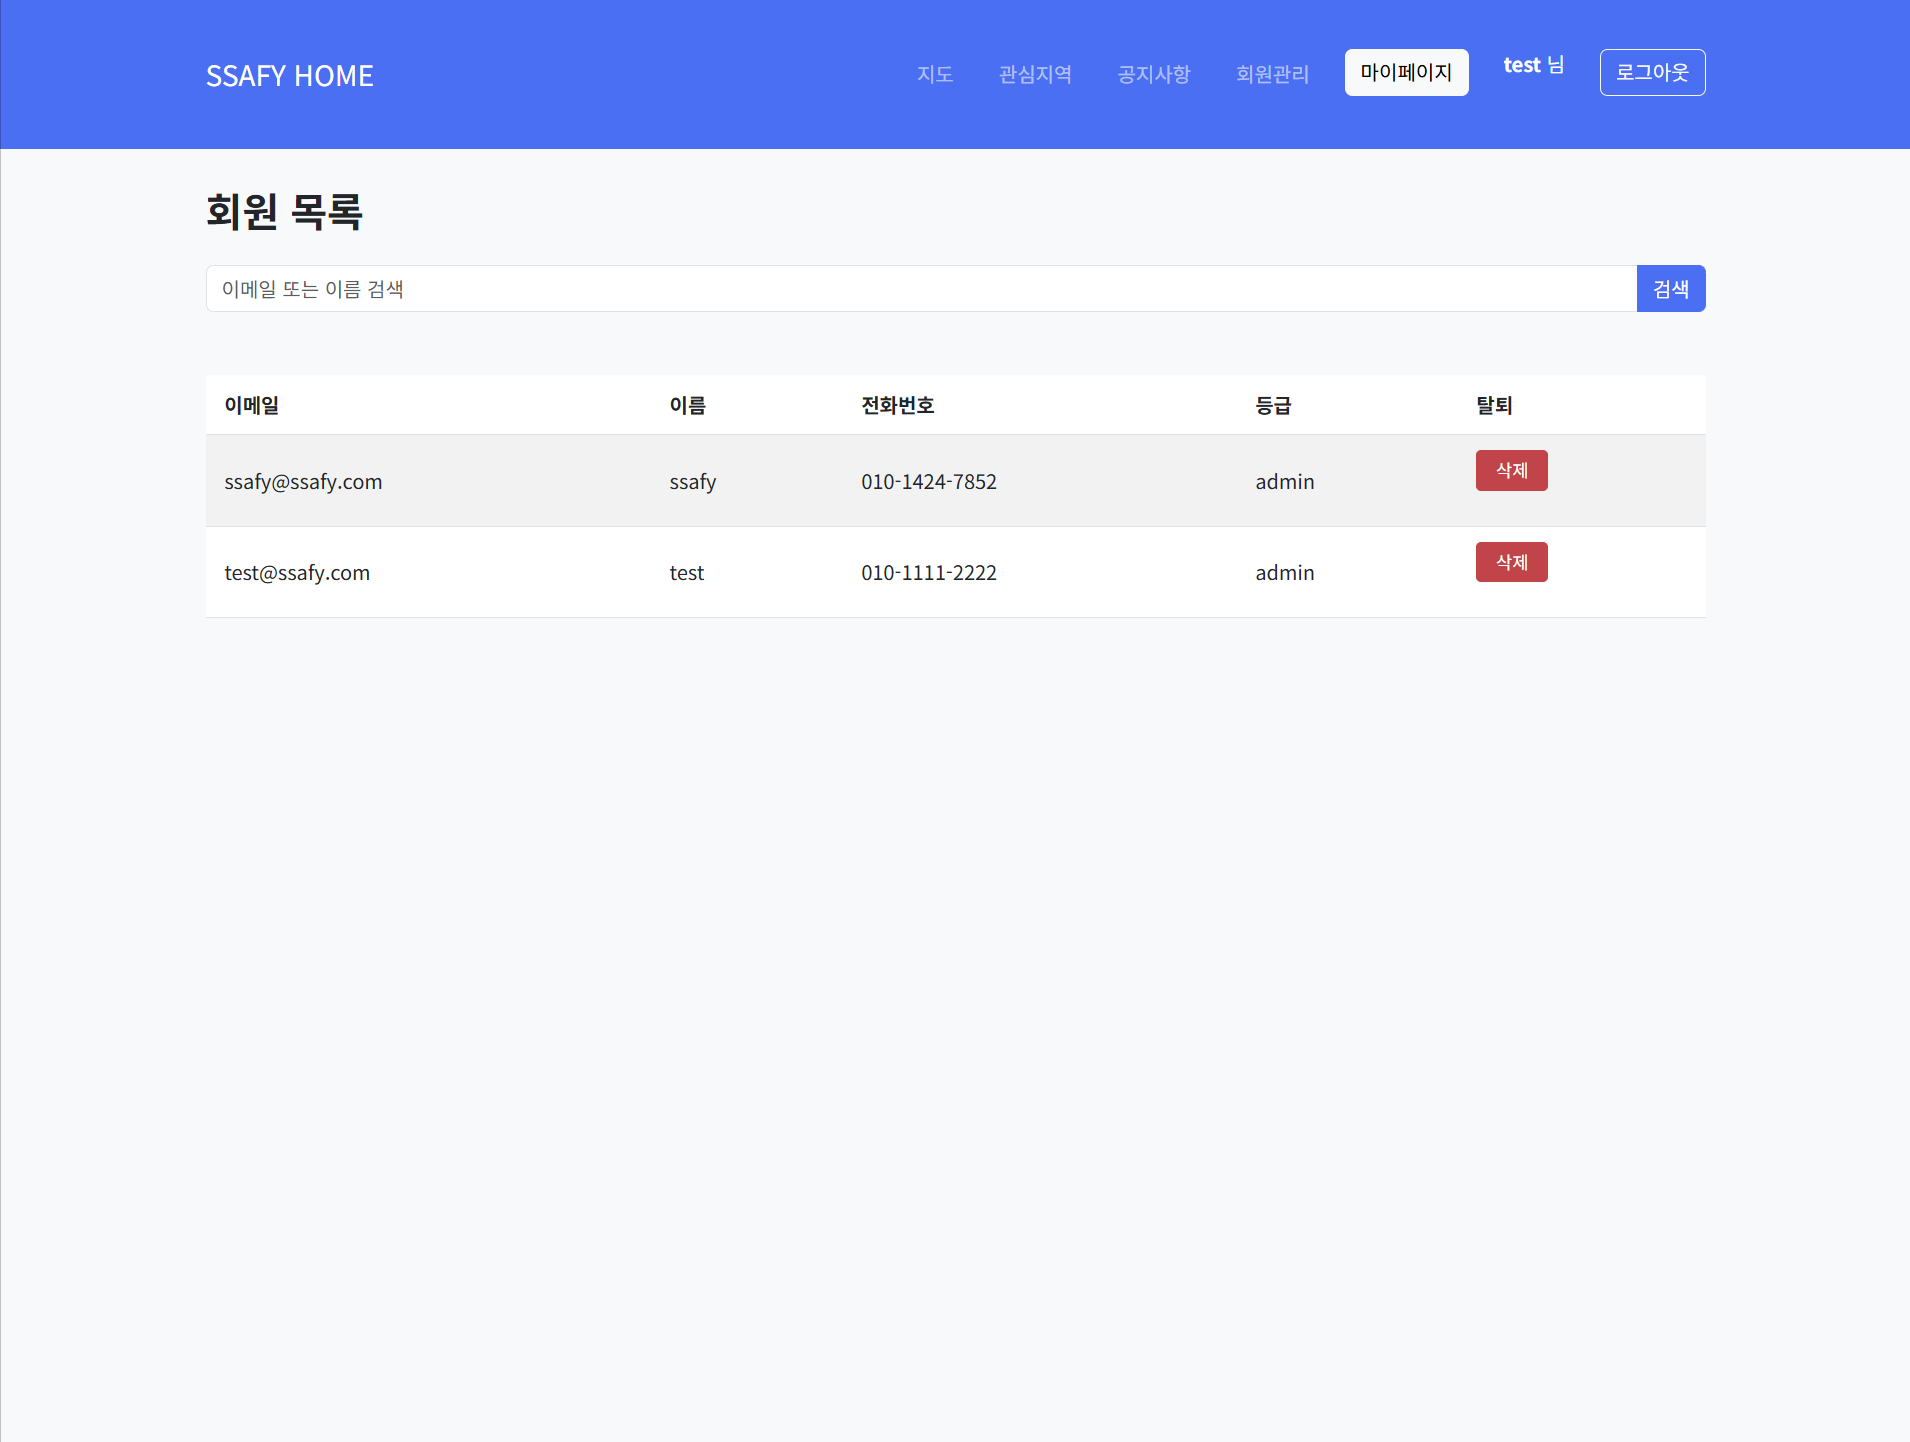 SSAFY HOME 지도 관심지역 공지사항 회원관리 마이페이지 test 님 로그아웃
회원 목록
이메일 또는 이름 검색 검색
이메일 이름 전화번호 등급 탈퇴
ssafy@ssafy.com ssafy 010-1424-7852 admin 삭제
test@ssafy.com test 010-1111-2222 admin 삭제